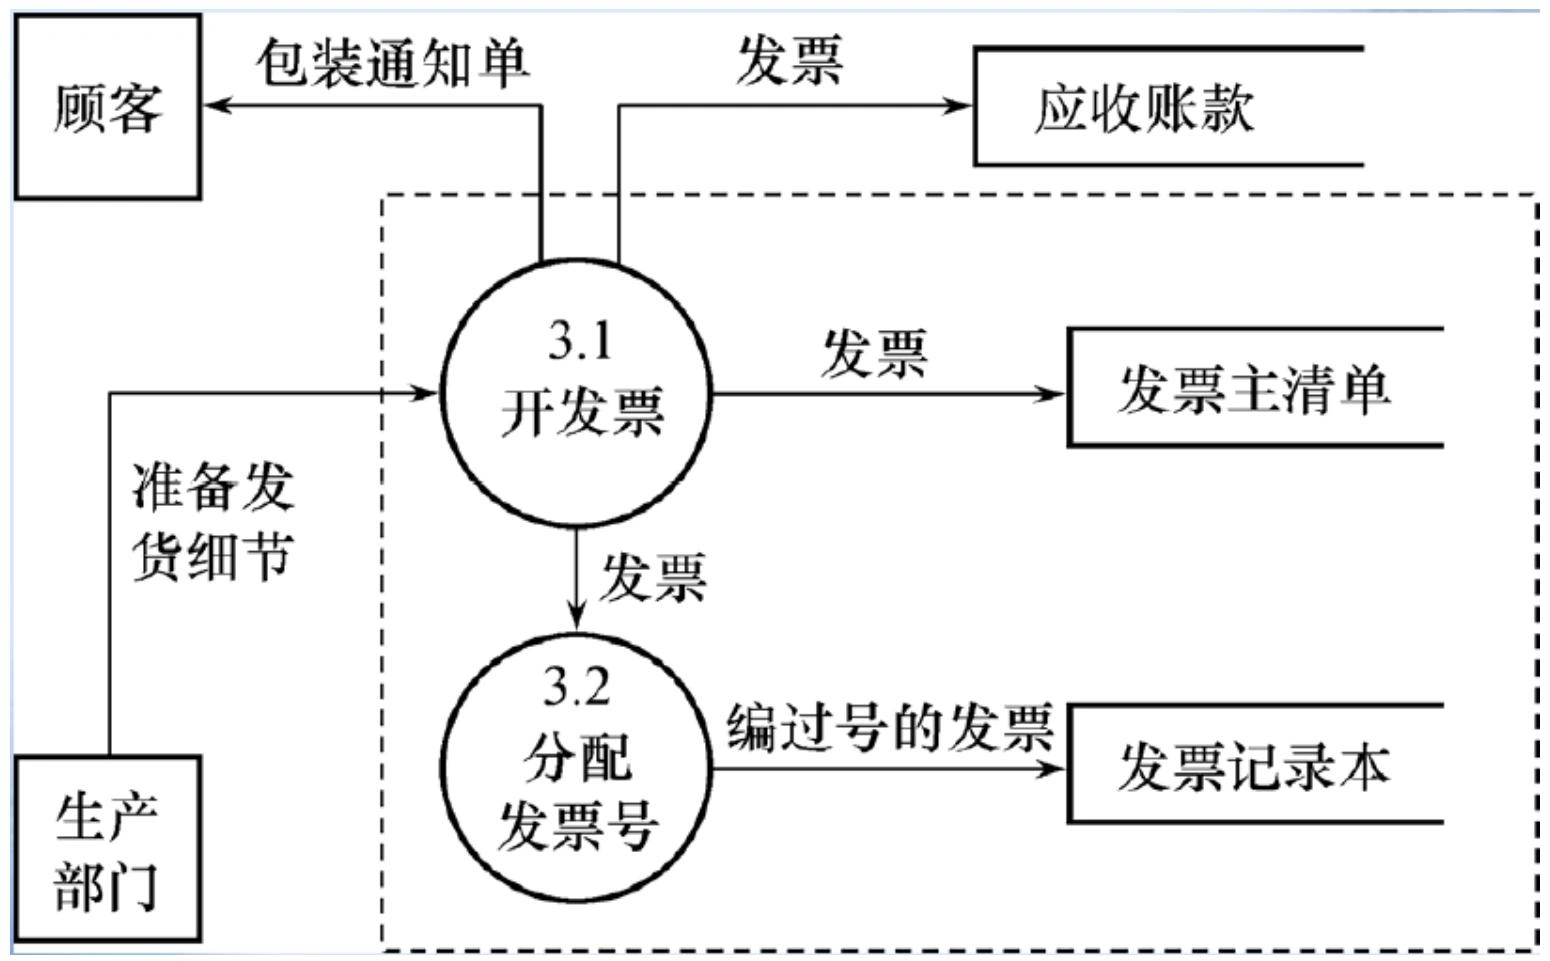 包装通知单
发票
顾客
应收账款
3.1
开发票
发票
发票主清单
准备发
货细节
发票
3.2
分配
发票号
编过号的发票
发票记录本
生产
部门